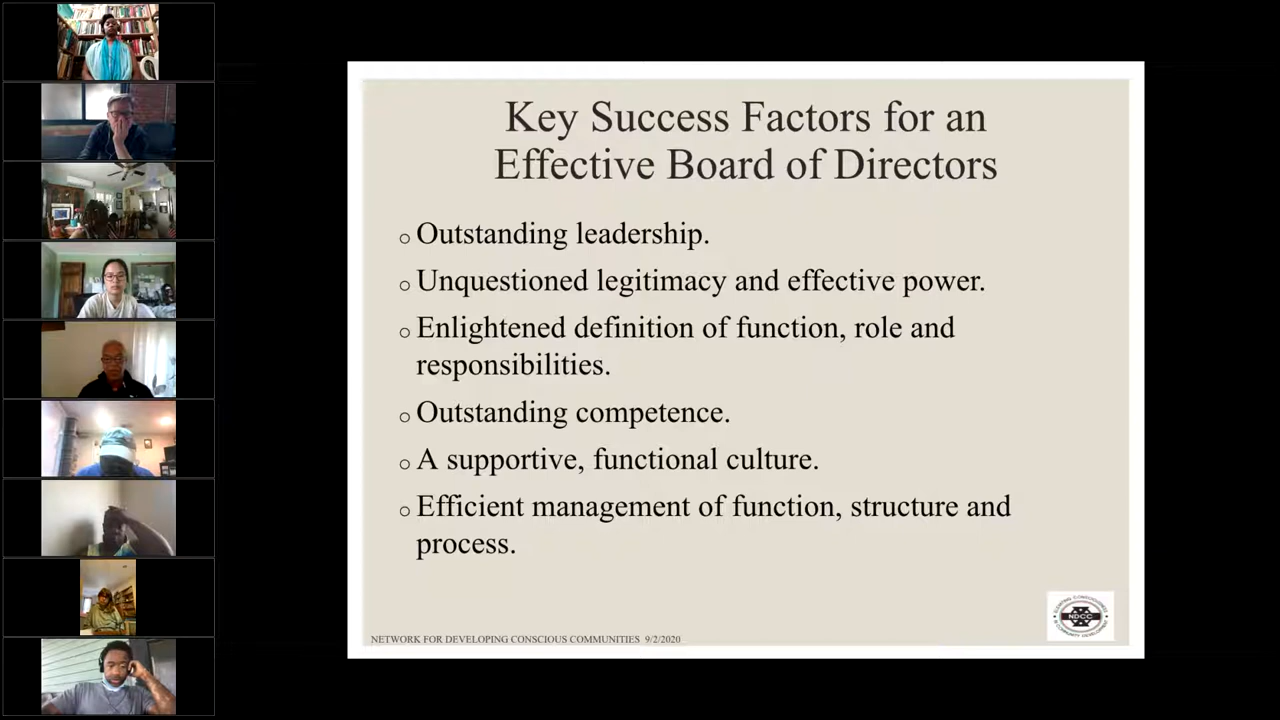 Key Success Factors for an
Effective Board of Directors
Outstanding leadership.
Unquestioned legitimacy and effective power.
Enlightened definition of function, role and
responsibilities.
Outstanding competence.
A supportive, functional culture.
Efficient management of function, structure and
process.
NETWORK FOR DEVELOPING CONSCIOUS COMMUNITIES 9/2/2020
NDCC